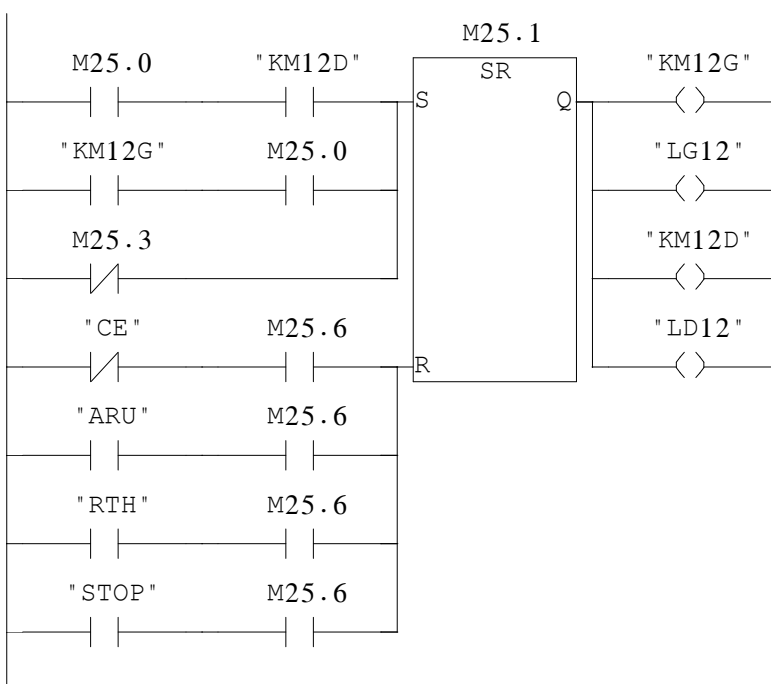 M25.1
M25.0 "KM12D" SR "KM12G"
S Q
"KM12G" M25.0 "LG12"
M25.3 "KM12D"
"CE" M25.6 "LD12"
R
"ARU" M25.6
"RTH" M25.6
"STOP" M25.6